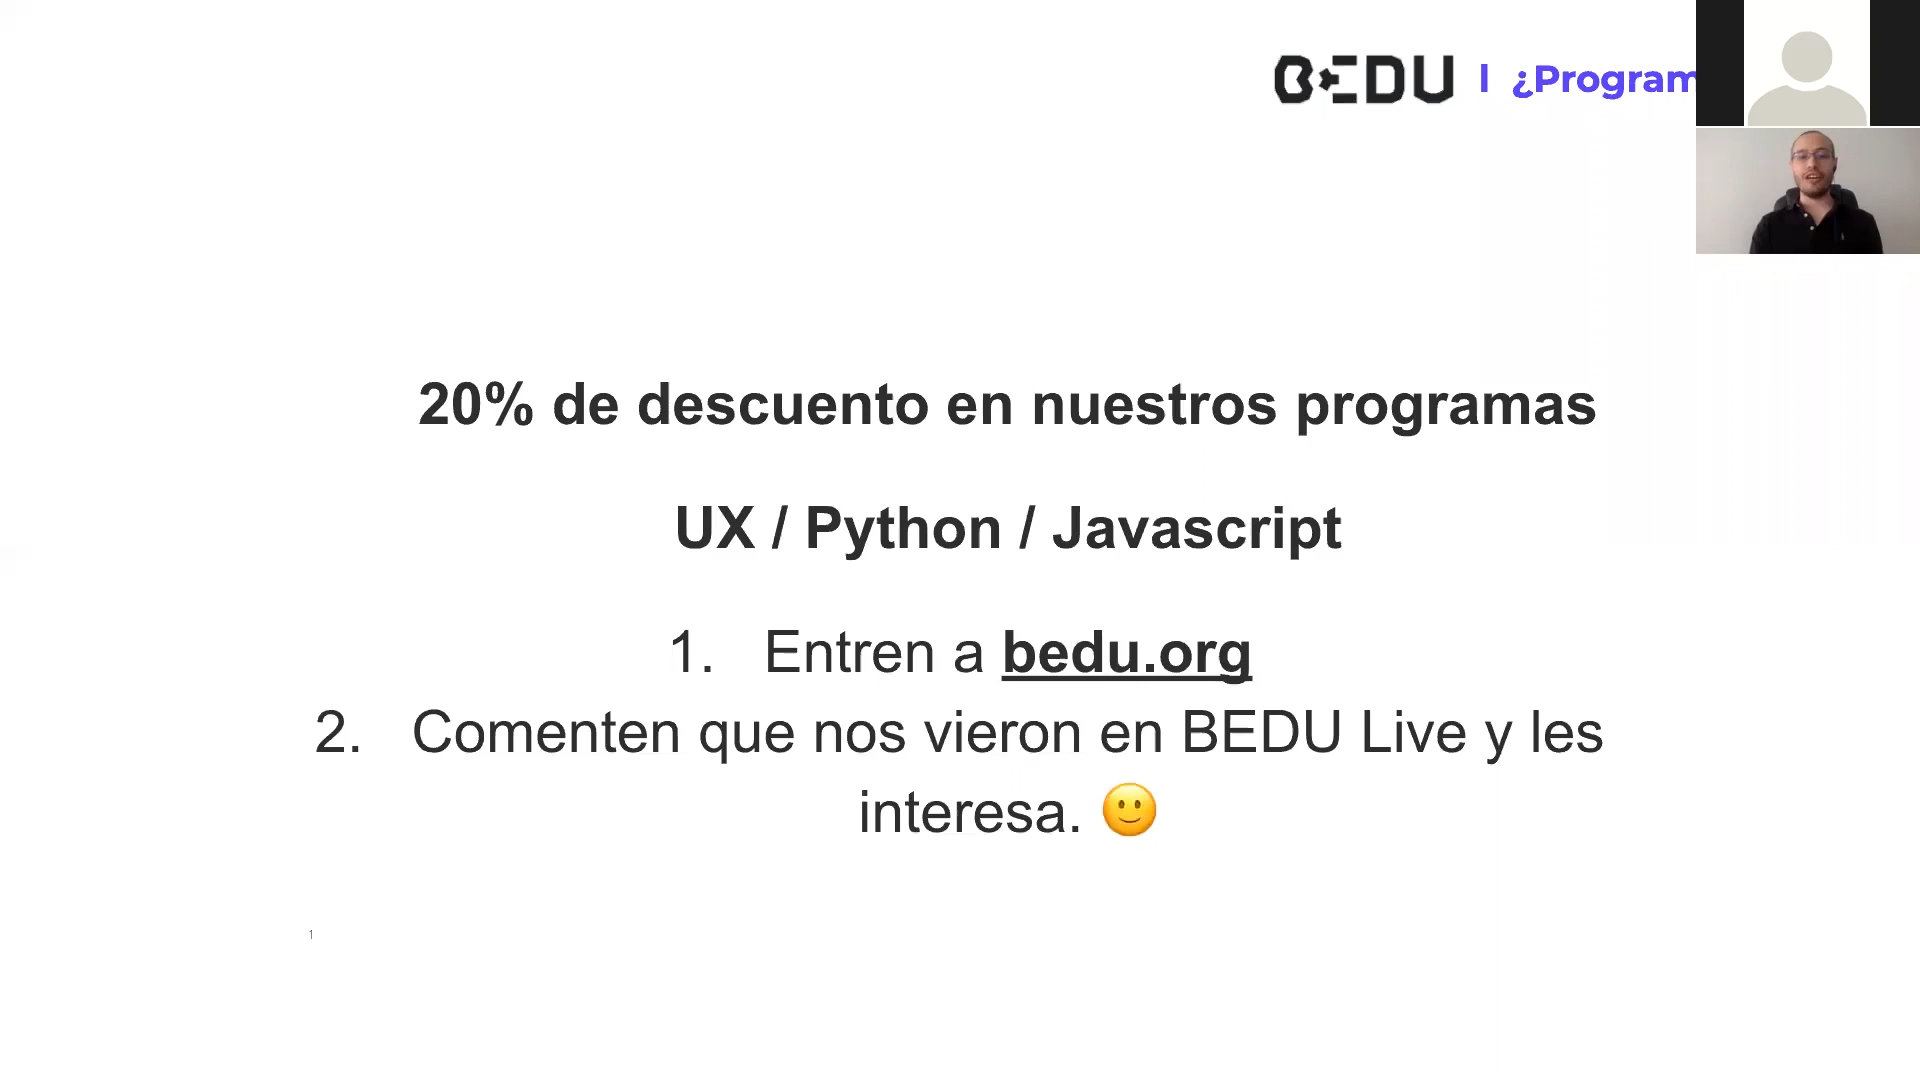 BEDU | ¿Program
20% de descuento en nuestros programas
UX / Python / Javascript
1. Entren a bedu.org
2. Comenten que nos vieron en BEDU Live y les
interesa. 🙂
1